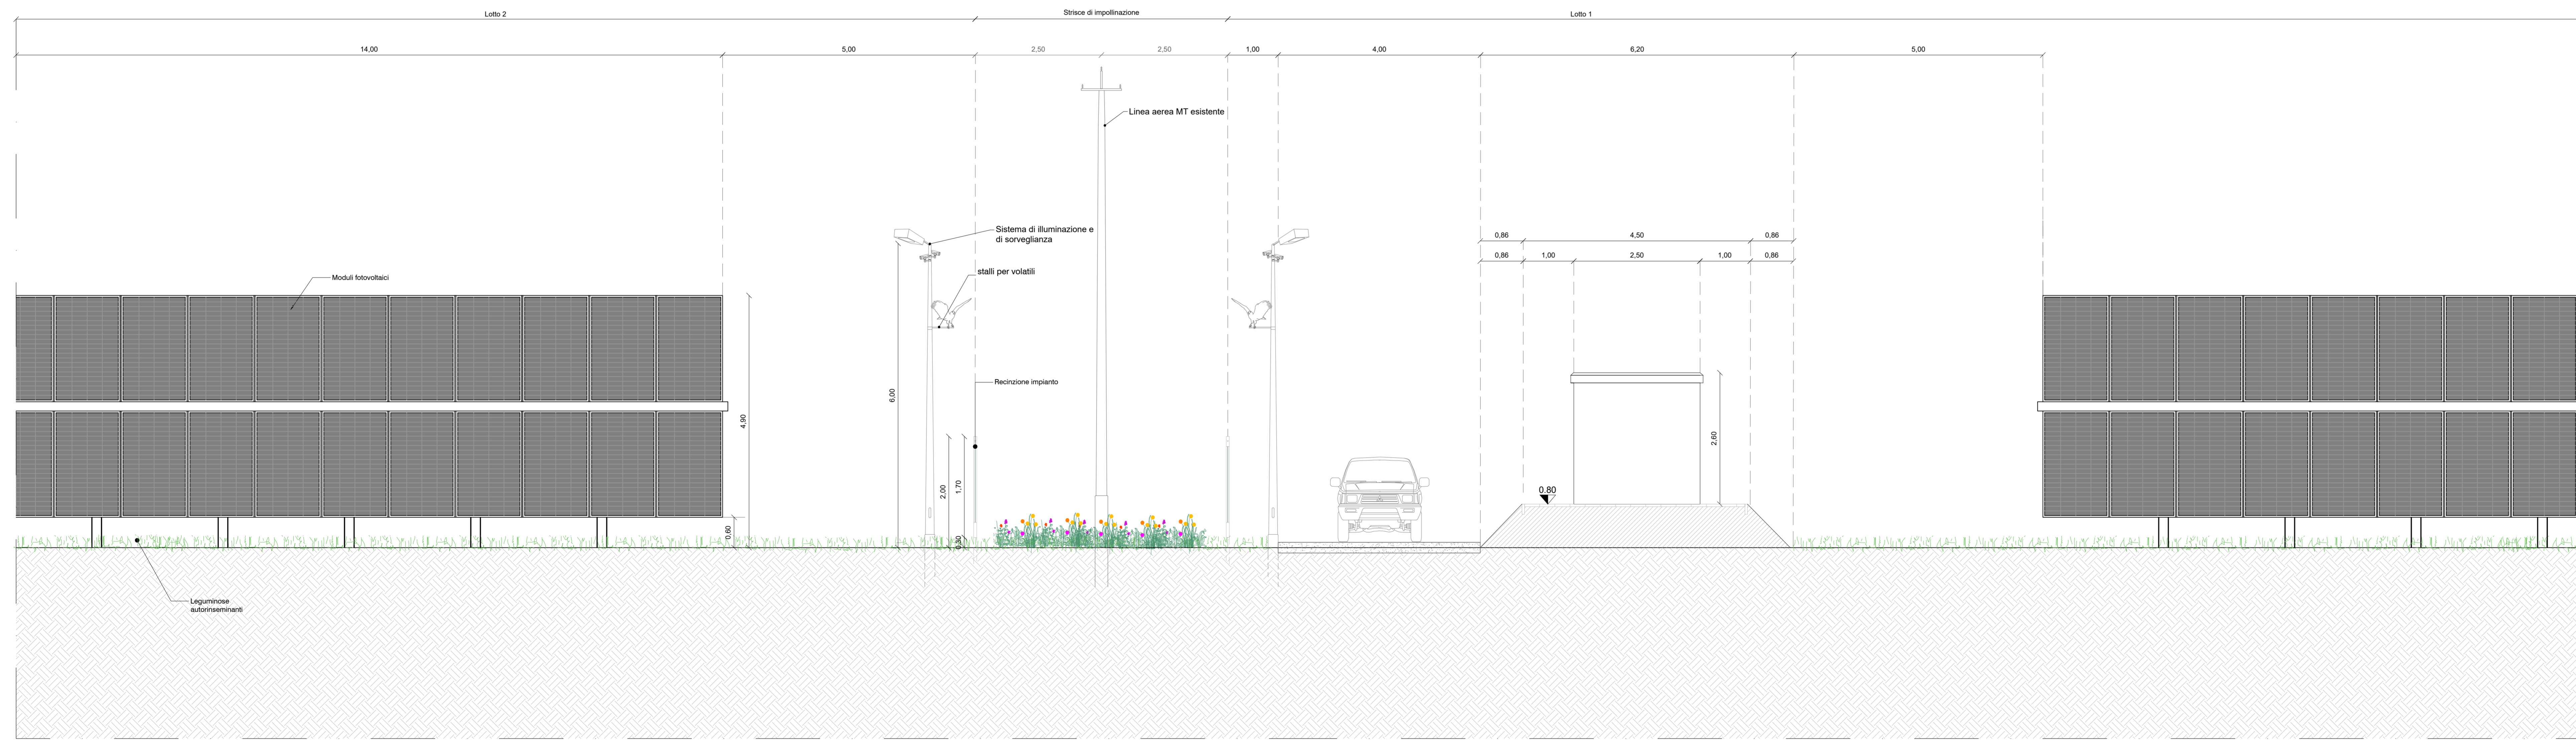 Lotto 2
Strisce di impollinazione
Lotto 1
14,00
5,00
2,50
2,50
1,00
4,00
6,20
5,00
Linea aerea MT esistente
Sistema di illuminazione e
di sorveglianza
0,86
4,50
0,86
0,86
1,00
2,50
1,00
0,86
stalli per volatili
Moduli fotovoltaici
Recinzione impianto
6,00
4,90
2,60
2,00
1,70
0.80
0,60
0,30
Leguminose
autorinseminanti